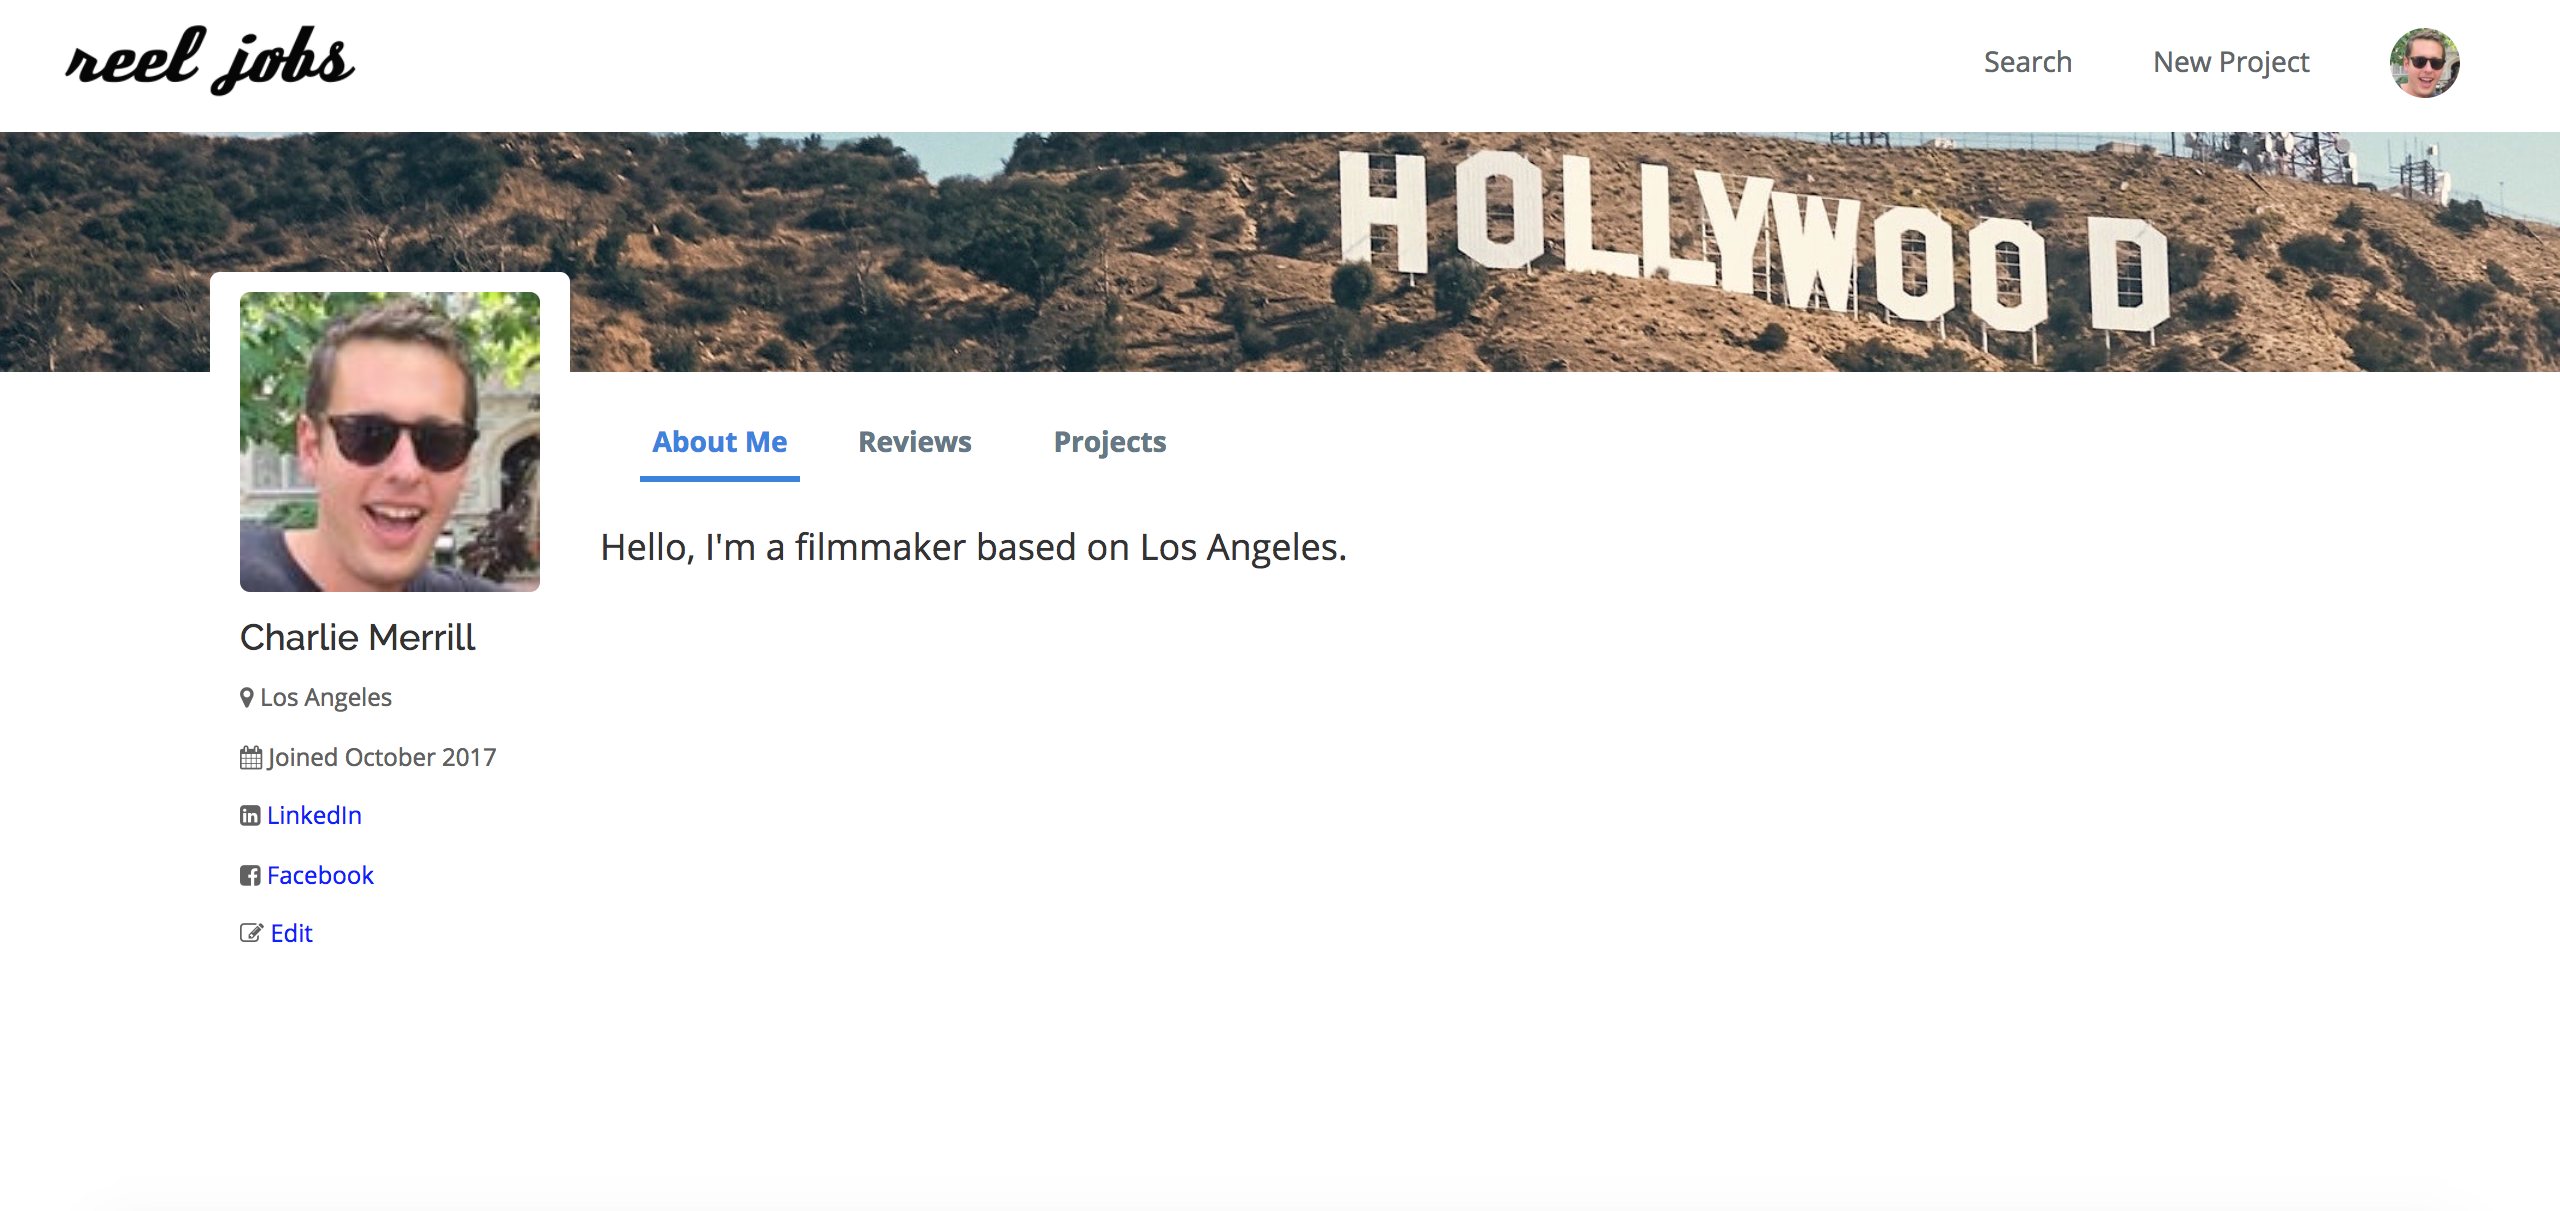 reel jobs
Search
New Project
HOLLYWOOD
About Me
Reviews
Projects
Hello, I'm a filmmaker based on Los Angeles.
Charlie Merrill
Los Angeles
Joined October 2017
LinkedIn
Facebook
Edit